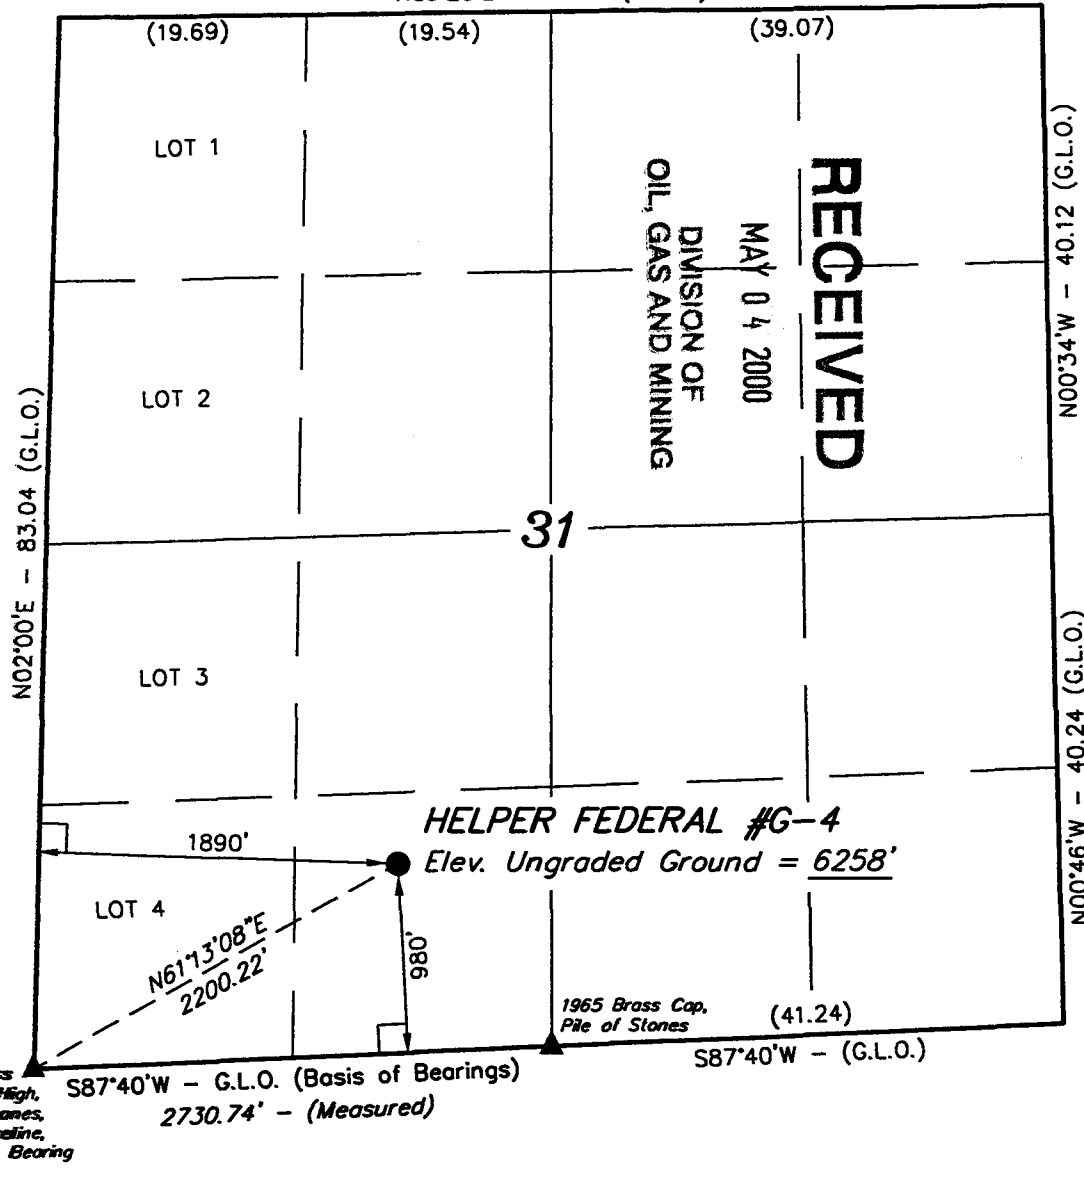 (19.69)
(19.54)
(39.07)
LOT 1
RECEIVED
MAY 04 2000
DIVISION OF
OIL, GAS AND MINING
N00°34'W - 40.12 (G.L.O.)
LOT 2
N02°00'E - 83.04 (G.L.O.)
31
LOT 3
N00°46'W - 40.24 (G.L.O.)
HELPER FEDERAL #G-4
Elev. Ungraded Ground = 6258'
1890'
LOT 4
N61°13'08"E
2200.22'
980'
1965 Brass Cap,
Pile of Stones
(41.24)
S87°40'W - (G.L.O.)
S87°40'W - G.L.O. (Basis of Bearings)
2730.74' - (Measured)
High,
Bearing